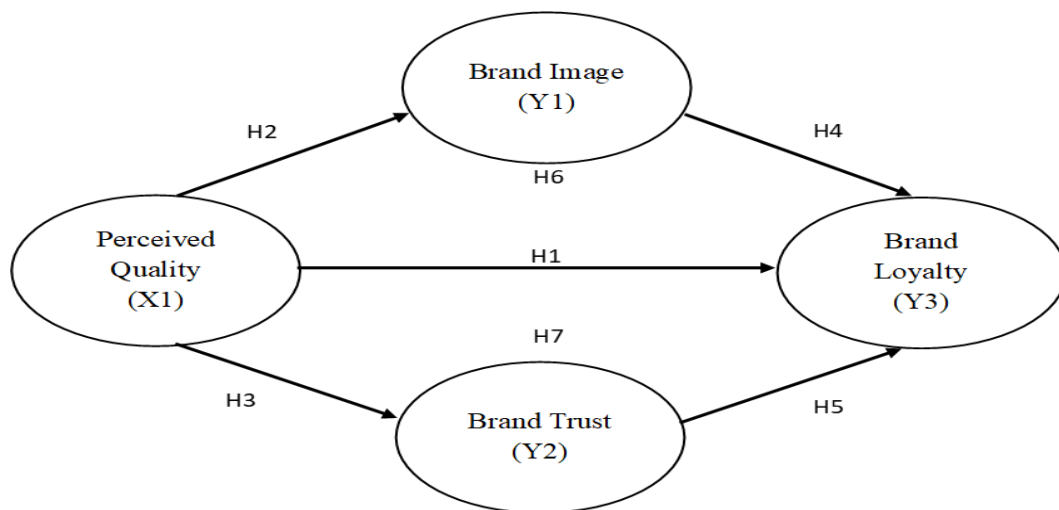 Brand Image
(Y1)
H2
H4
H6
Perceived
Quality
(X1)
H1
Brand
Loyalty
(Y3)
H7
H3
H5
Brand Trust
(Y2)